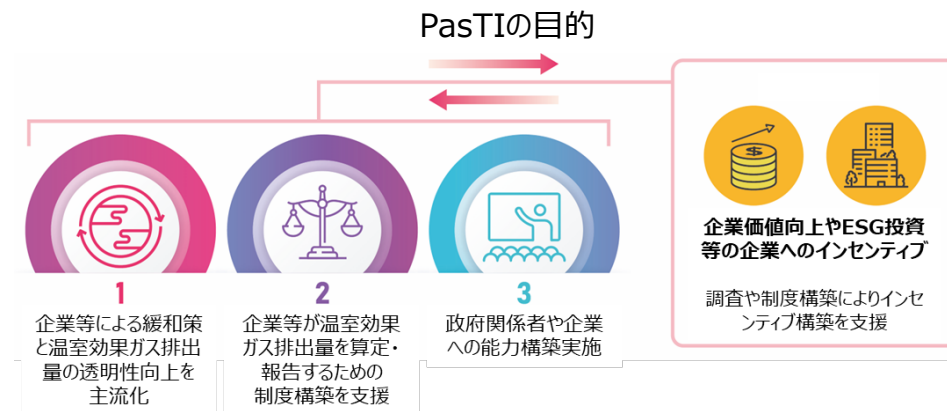 PasTIの目的
1
企業等による緩和策
と温室効果ガス排出
量の透明性向上を
主流化
2
企業等が温室効果
ガス排出量を算定・
報告するための
制度構築を支援
3
政府関係者や企業
への能力構築実施
$
企業価値向上やESG投資
等の企業へのインセンティブ
調査や制度構築によりインセ
ンティブ構築を支援